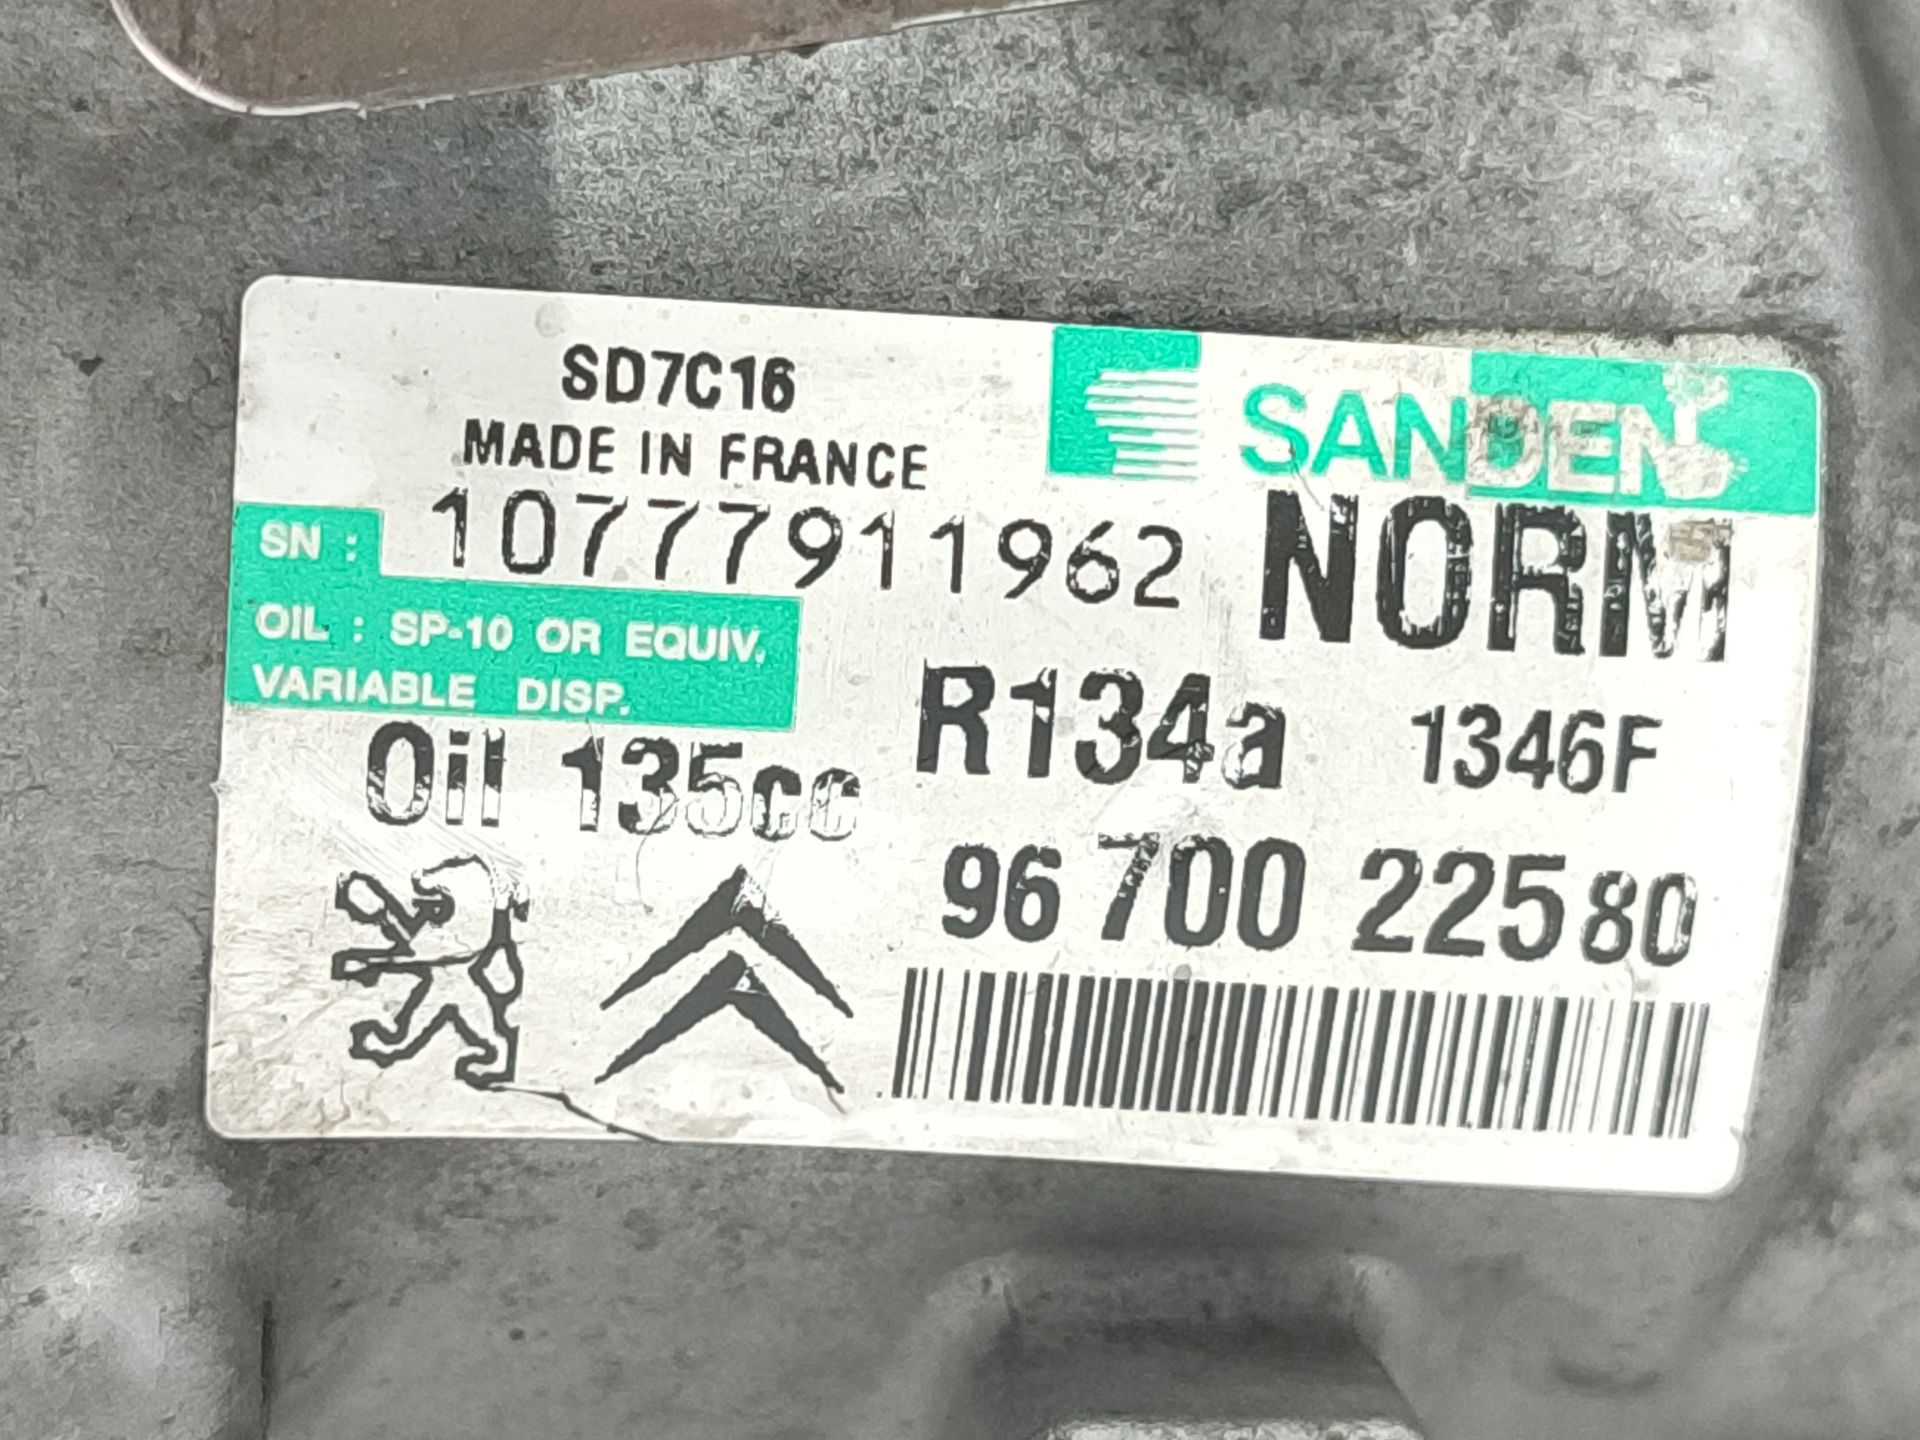 SD7C16
MADE IN FRANCE
SANDEN
SN : 10777911962
NORM
OIL : SP-10 OR EQUIV.
VARIABLE DISP.
R134a 1346F
Oil 135cc
96 700 225 80